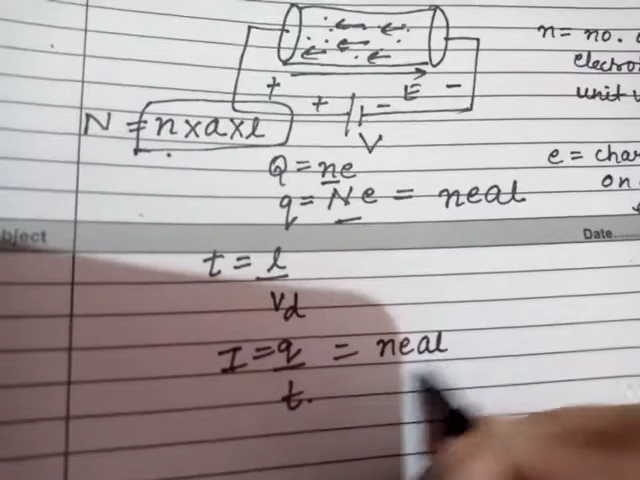 n = no.
electro
unit
+ E -
+ -
V
N = n×a×l
Q = ne
e = char
q = Ne = neal
on
bject Date.......
t = l
Vd
I = q = neal
t.